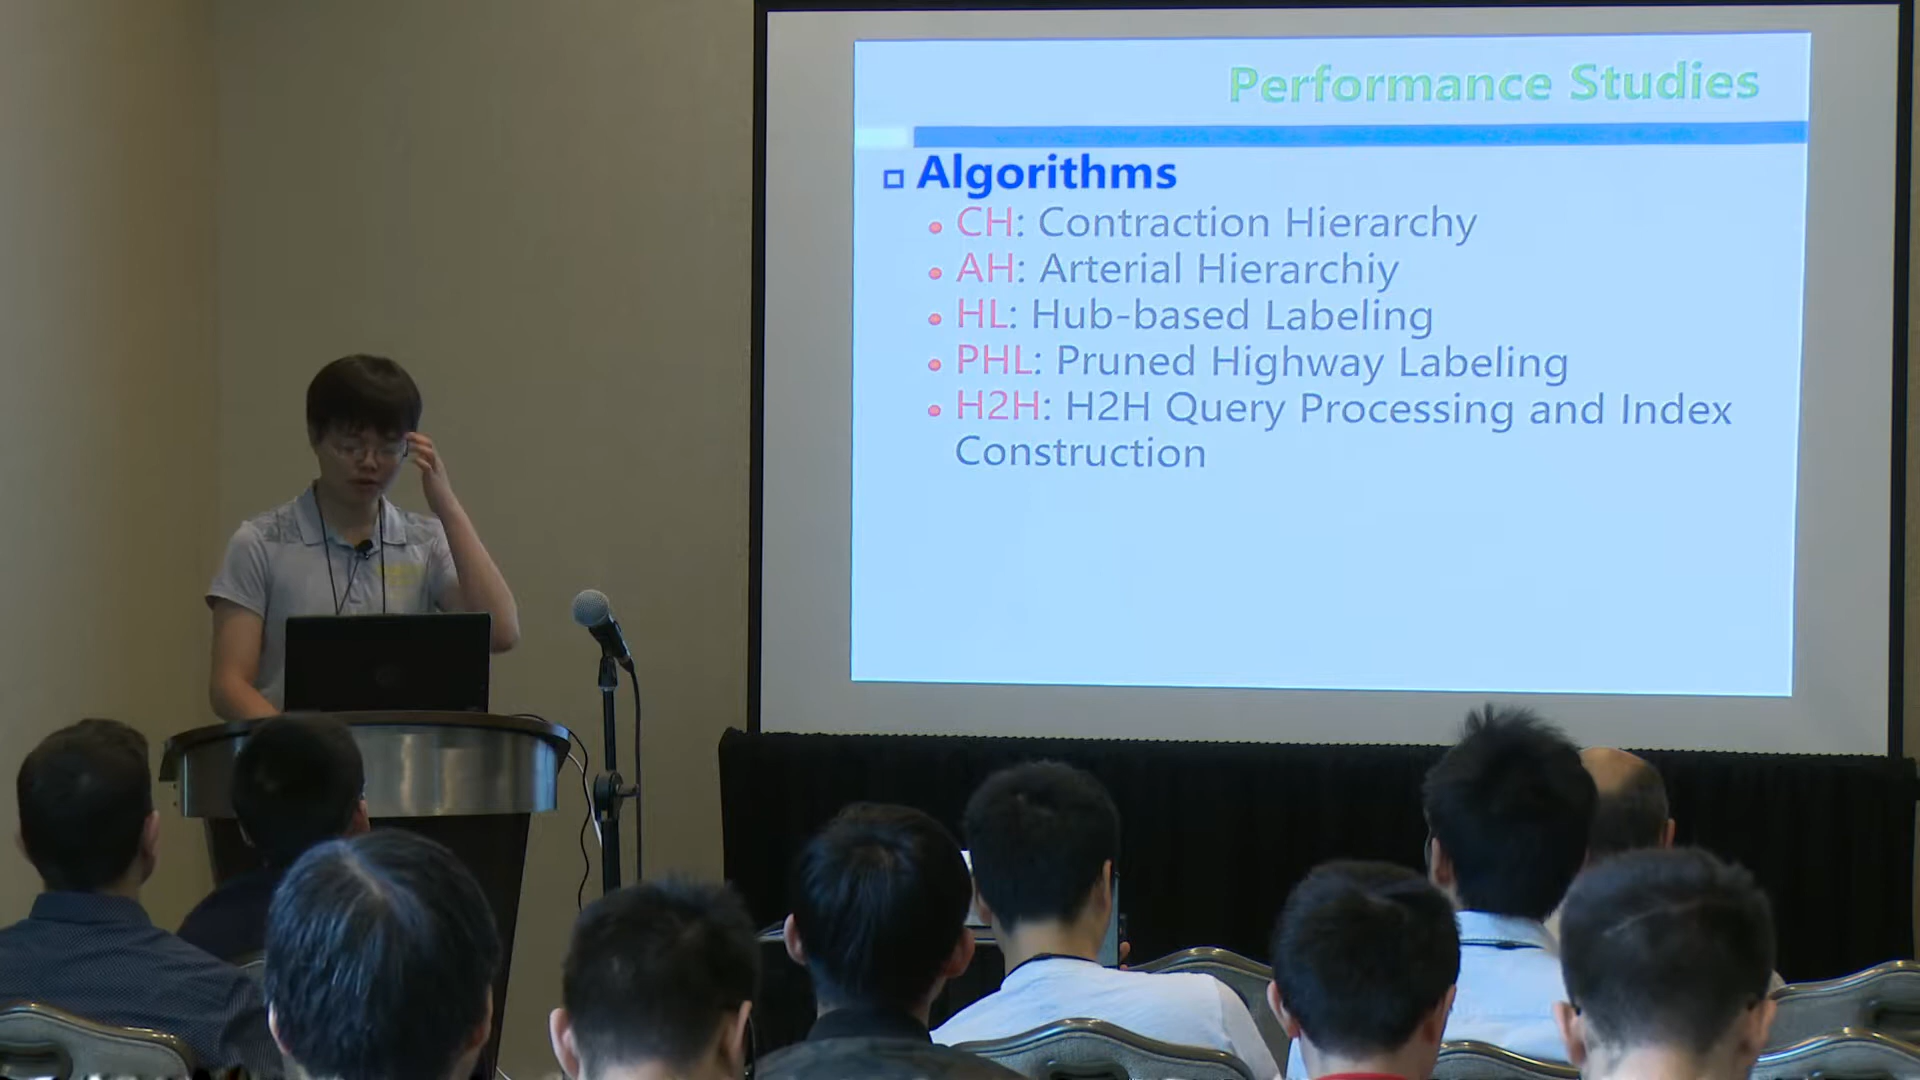 Performance Studies
Algorithms
CH: Contraction Hierarchy
AH: Arterial Hierarchiy
HL: Hub-based Labeling
PHL: Pruned Highway Labeling
H2H: H2H Query Processing and Index
Construction